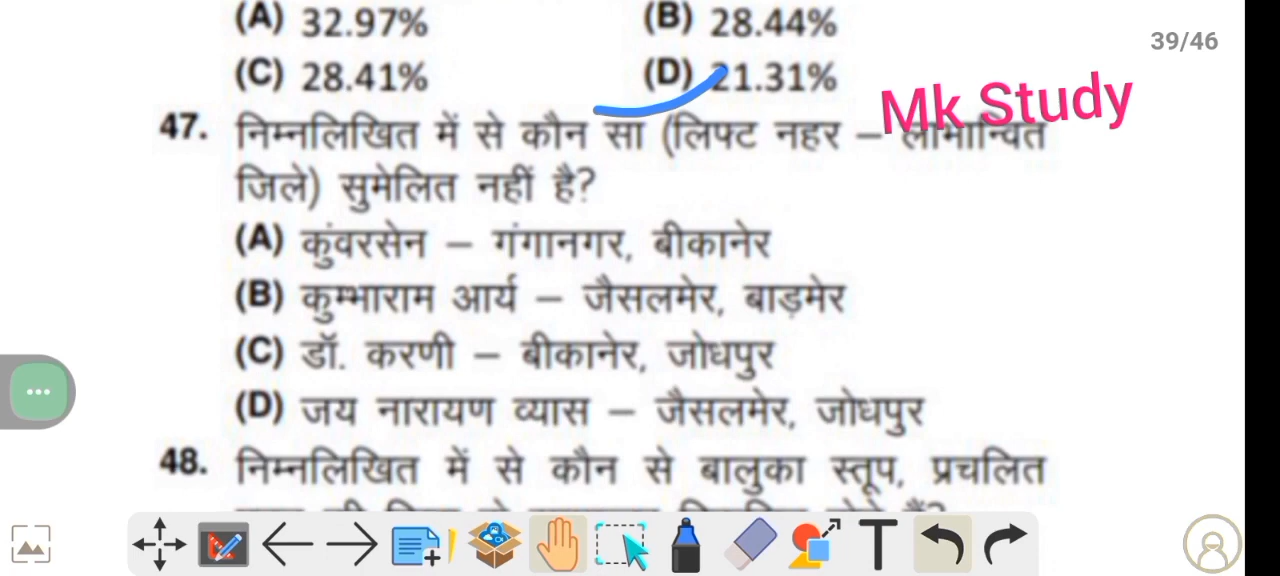 (A) 32.97% (B) 28.44%
39/46
(C) 28.41% (D) 21.31%
Mk Study
47. निम्नलिखित में से कौन सा (लिफ्ट नहर – लाभान्वित
जिले) सुमेलित नहीं है?
(A) कुंवरसेन – गंगानगर, बीकानेर
(B) कुम्भाराम आर्य – जैसलमेर, बाड़मेर
(C) डॉ. करणी – बीकानेर, जोधपुर
(D) जय नारायण व्यास – जैसलमेर, जोधपुर
48. निम्नलिखित में से कौन से बालुका स्तूप, प्रचलित